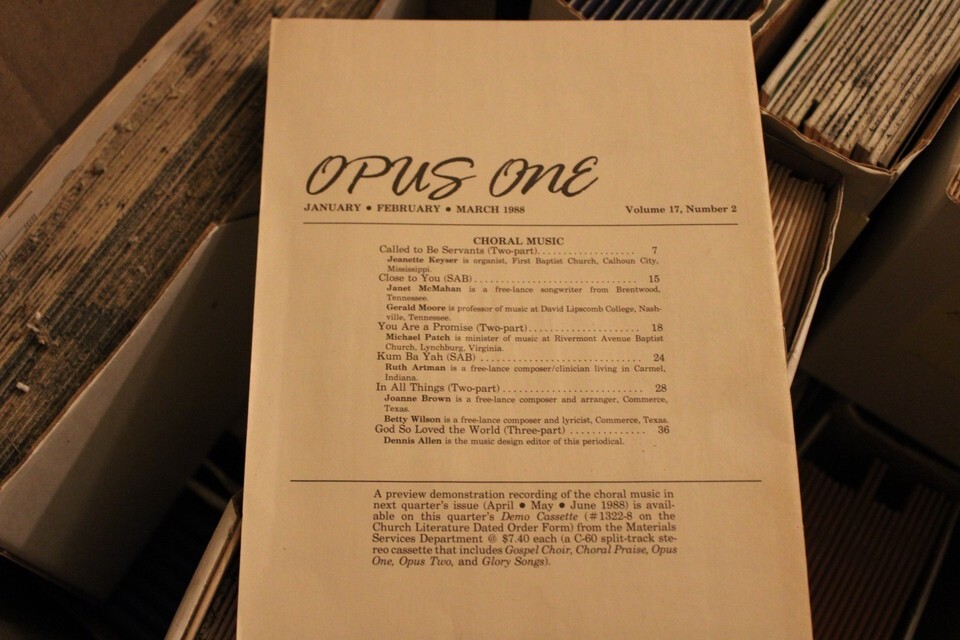 OPUS ONE
JANUARY • FEBRUARY • MARCH 1988 Volume 17, Number 2
CHORAL MUSIC
Called to Be Servants (Two-part).................... 7
Jeanette Keyser is organist, First Baptist Church, Calhoun City,
Mississippi.
Close to You (SAB)................................. 15
Janet McMahan is a free-lance songwriter from Brentwood,
Tennessee.
Gerald Moore is professor of music at David Lipscomb College, Nash-
ville, Tennessee.
You Are a Promise (Two-part)....................... 18
Michael Patch is minister of music at Rivermont Avenue Baptist
Church, Lynchburg, Virginia.
Kum Ba Yah (SAB) ................................. 24
Ruth Artman is a free-lance composer/clinician living in Carmel,
Indiana.
In All Things (Two-part) ............................ 28
Joanne Brown is a free-lance composer and arranger, Commerce,
Texas.
Betty Wilson is a free-lance composer and lyricist, Commerce, Texas.
God So Loved the World (Three-part) ................ 36
Dennis Allen is the music design editor of this periodical.
A preview demonstration recording of the choral music in
next quarter's issue (April • May • June 1988) is avail-
able on this quarter's Demo Cassette (#1322-8 on the
Church Literature Dated Order Form) from the Materials
Services Department @ $7.40 each (a C-60 split-track ste-
reo cassette that includes Gospel Choir, Choral Praise, Opus
One, Opus Two, and Glory Songs).